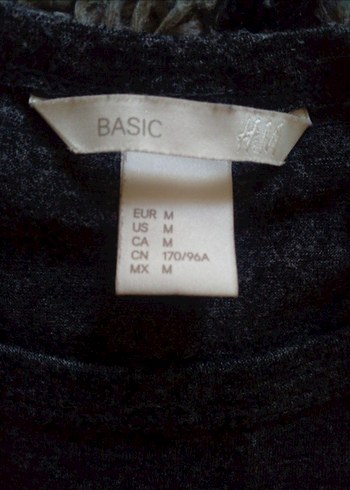 BASIC H&M
EUR M
US M
CA M
CN 170/96A
MX M